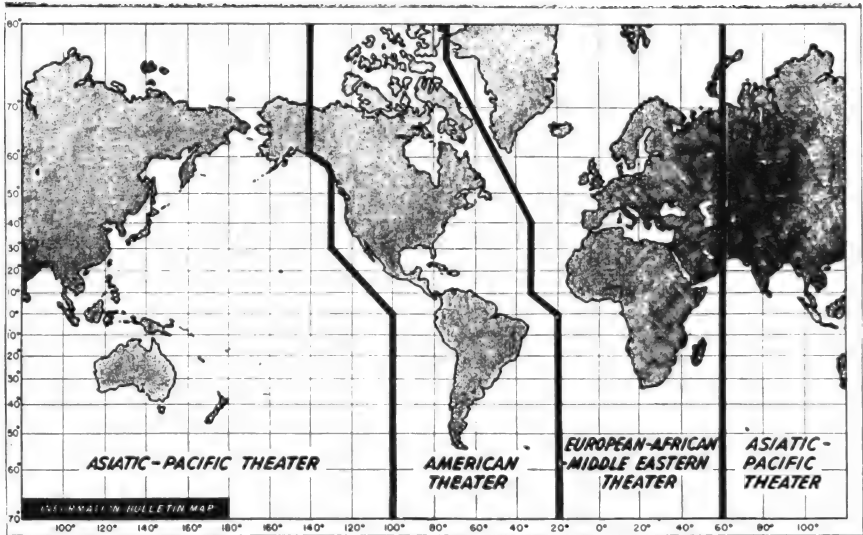 80°
70°
60°
50°
40°
30°
20°
10°
0°
10°
20°
30°
40°
50°
60°
70°
ASIATIC-PACIFIC THEATER
AMERICAN
THEATER
EUROPEAN-AFRICAN
-MIDDLE EASTERN
THEATER
ASIATIC-
PACIFIC
THEATER
INFORMATION BULLETIN MAP
100° 120° 140° 160° 180° 160° 140° 120° 100° 80° 60° 40° 20° 0° 20° 40° 60° 80° 100°